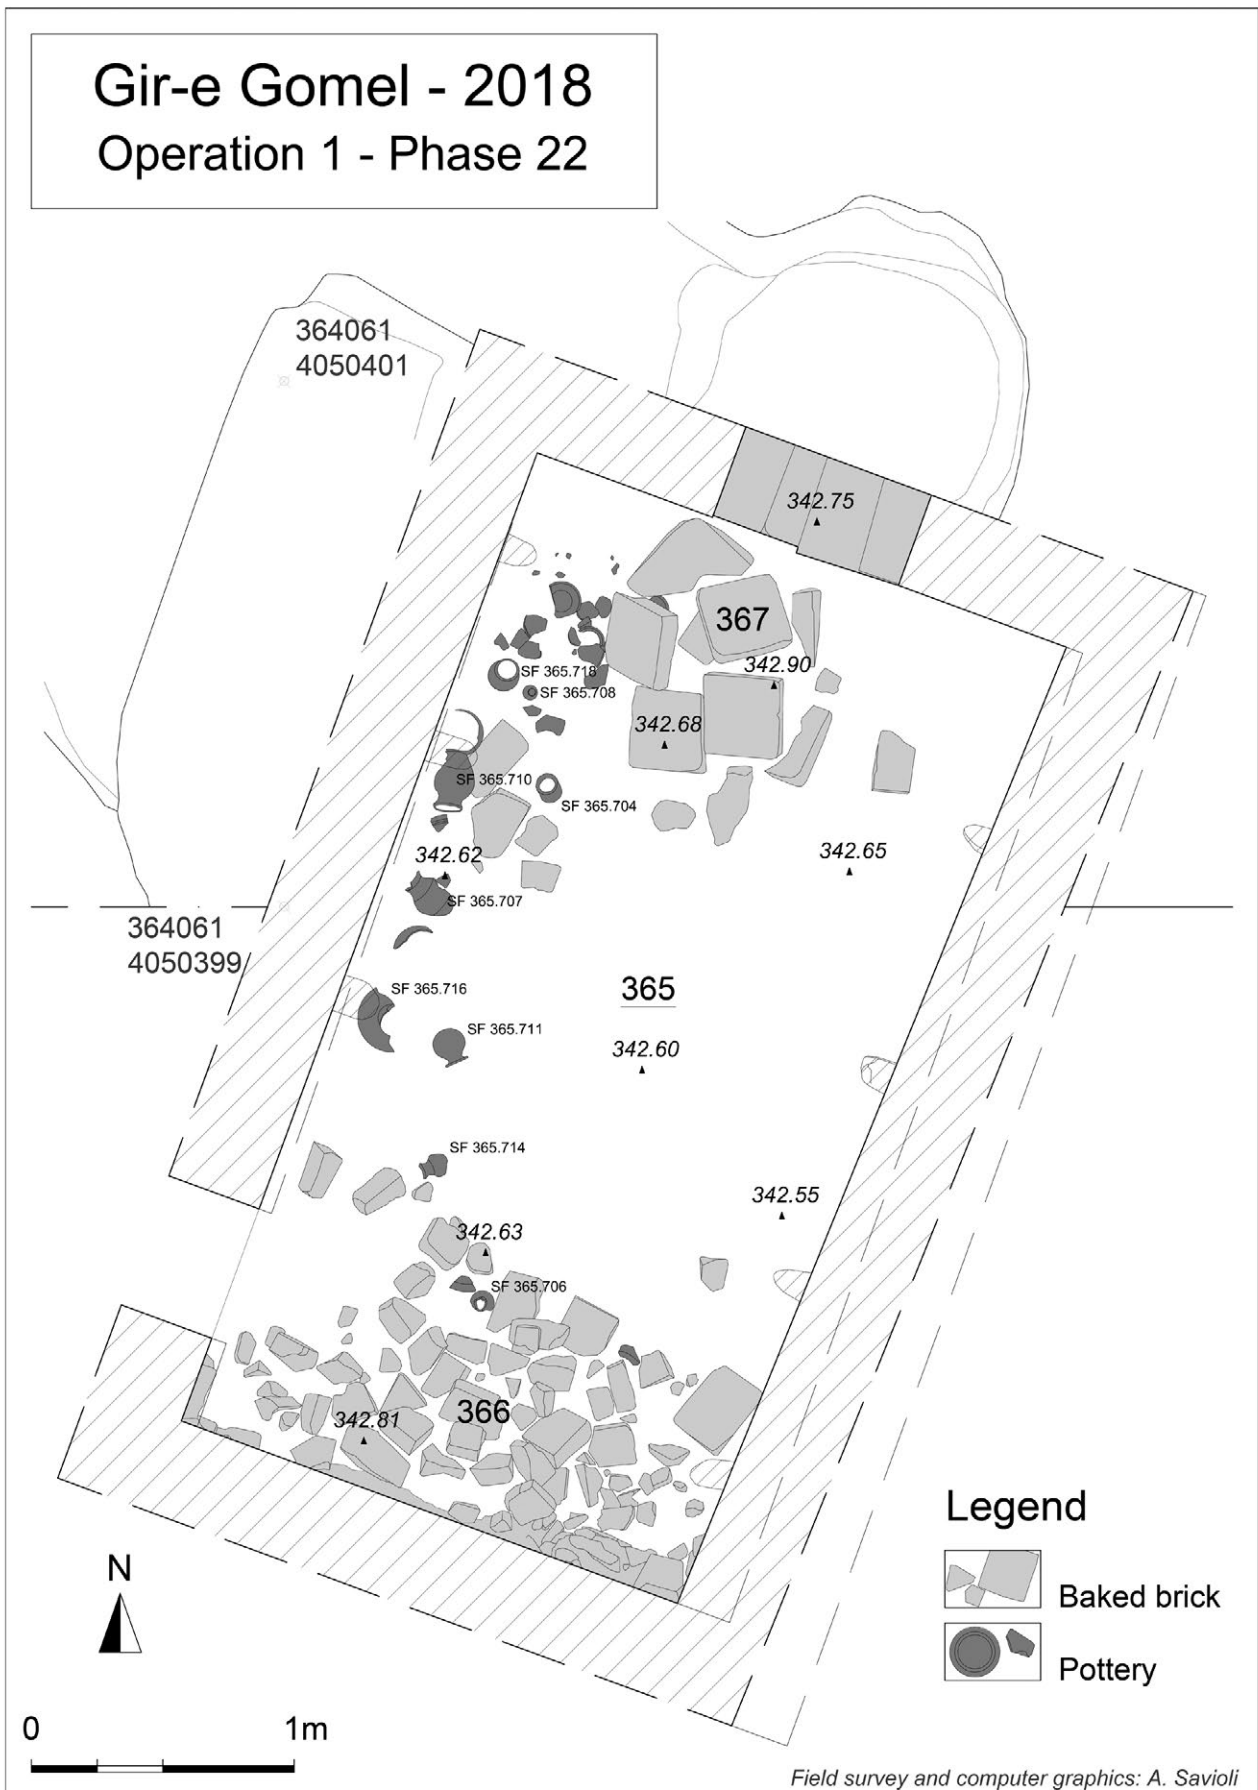 Gir-e Gomel - 2018
Operation 1 - Phase 22
364061
4050401
342.75
367
342.90
SF 365.718
SF 365.708
342.68
SF 365.710
SF 365.704
342.62
342.65
SF 365.707
364061
4050399
SF 365.716
365
SF 365.711
342.60
SF 365.714
342.55
342.63
SF 365.706
366
342.81
Legend
Baked brick
Pottery
N
0 1m
Field survey and computer graphics: A. Savioli